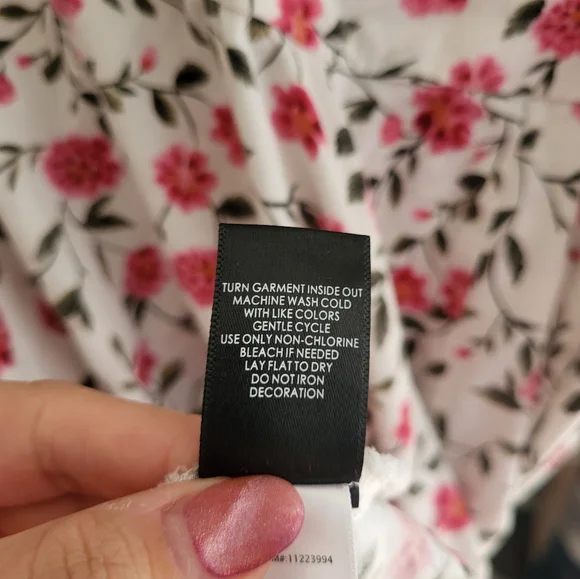 TURN GARMENT INSIDE OUT
MACHINE WASH COLD
WITH LIKE COLORS
GENTLE CYCLE
USE ONLY NON-CHLORINE
BLEACH IF NEEDED
LAY FLAT TO DRY
DO NOT IRON
DECORATION
M#:11223994